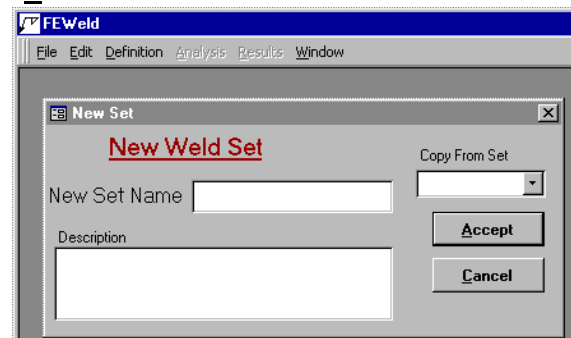 FEWeld
File Edit Definition Analysis Results Window
New Set
New Weld Set
Copy From Set
New Set Name
Accept
Description
Cancel